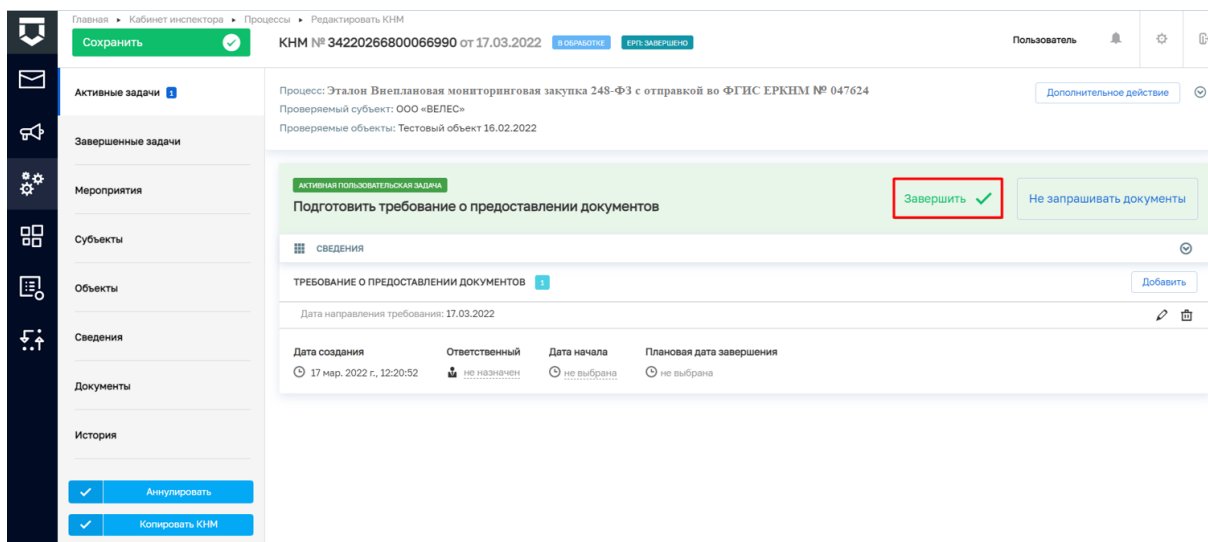 Главная ▸ Кабинет инспектора ▸ Процессы ▸ Редактировать КНМ
Сохранить
КНМ № 34220266800066990 от 17.03.2022 В ОБРАБОТКЕ ЕРП: ЗАВЕРШЕНО
Пользователь
Активные задачи 1
Завершенные задачи
Мероприятия
Субъекты
Объекты
Сведения
Документы
История
Аннулировать
Копировать КНМ
Процесс: Эталон Внеплановая мониторинговая закупка 248-ФЗ с отправкой во ФГИС ЕРКНМ № 047624
Дополнительное действие
Проверяемый субъект: ООО «ВЕЛЕС»
Проверяемые объекты: Тестовый объект 16.02.2022
АКТИВНАЯ ПОЛЬЗОВАТЕЛЬСКАЯ ЗАДАЧА
Подготовить требование о предоставлении документов
Завершить
Не запрашивать документы
СВЕДЕНИЯ
ТРЕБОВАНИЕ О ПРЕДОСТАВЛЕНИИ ДОКУМЕНТОВ 1
Добавить
Дата направления требования: 17.03.2022
Дата создания Ответственный Дата начала Плановая дата завершения
17 мар. 2022 г., 12:20:52 не назначен не выбрана не выбрана